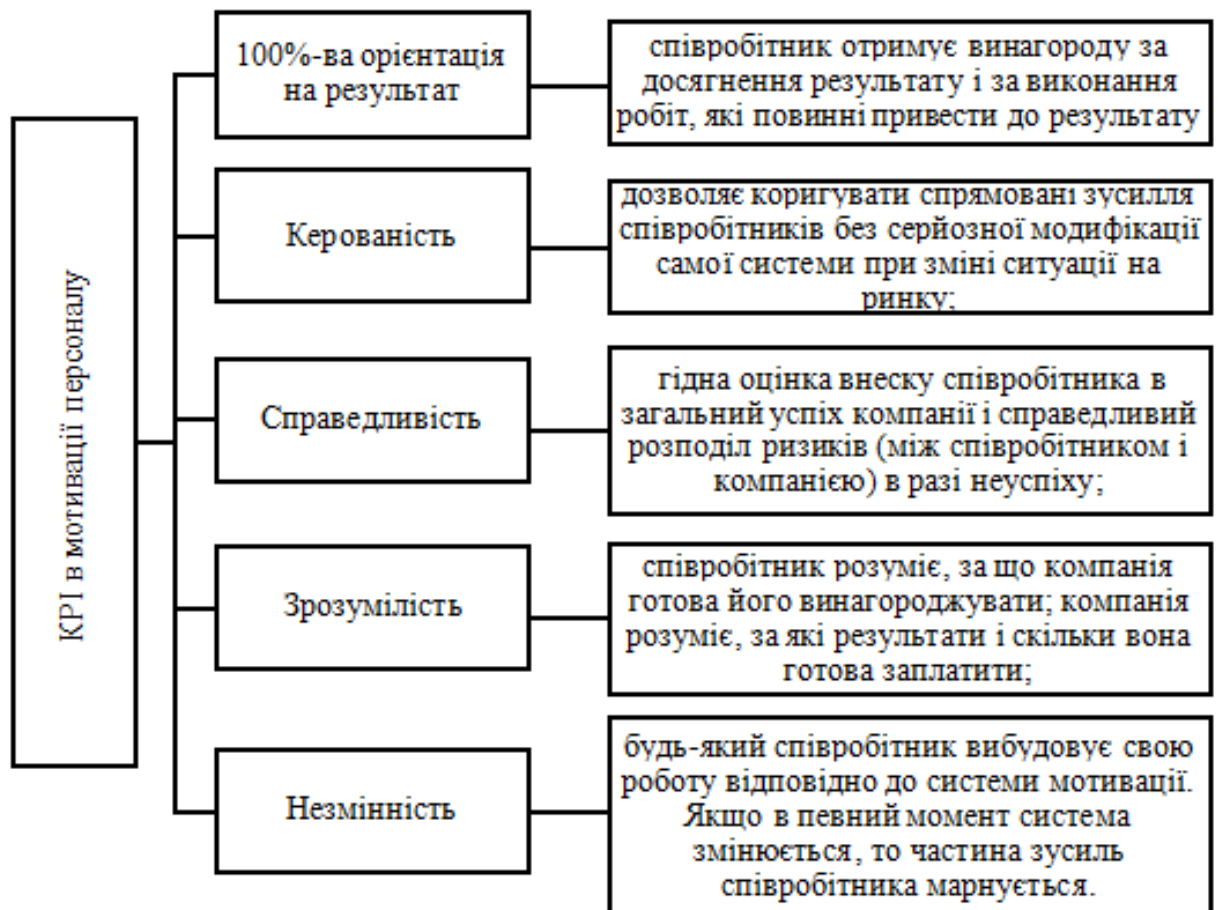 КРІ в мотивації персоналу
100%-ва орієнтація
на результат
співробітник отримує винагороду за
досягнення результату і за виконання
робіт, які повинні привести до результату
Керованість
дозволяє коригувати спрямовані зусилля
співробітників без серйозної модифікації
самої системи при зміні ситуації на
ринку;
Справедливість
гідна оцінка внеску співробітника в
загальний успіх компанії і справедливий
розподіл ризиків (між співробітником і
компанією) в разі неуспіху;
Зрозумілість
співробітник розуміє, за що компанія
готова його винагороджувати; компанія
розуміє, за які результати і скільки вона
готова заплатити;
Незмінність
будь-який співробітник вибудовує свою
роботу відповідно до системи мотивації.
Якщо в певний момент система
змінюється, то частина зусиль
співробітника марнується.